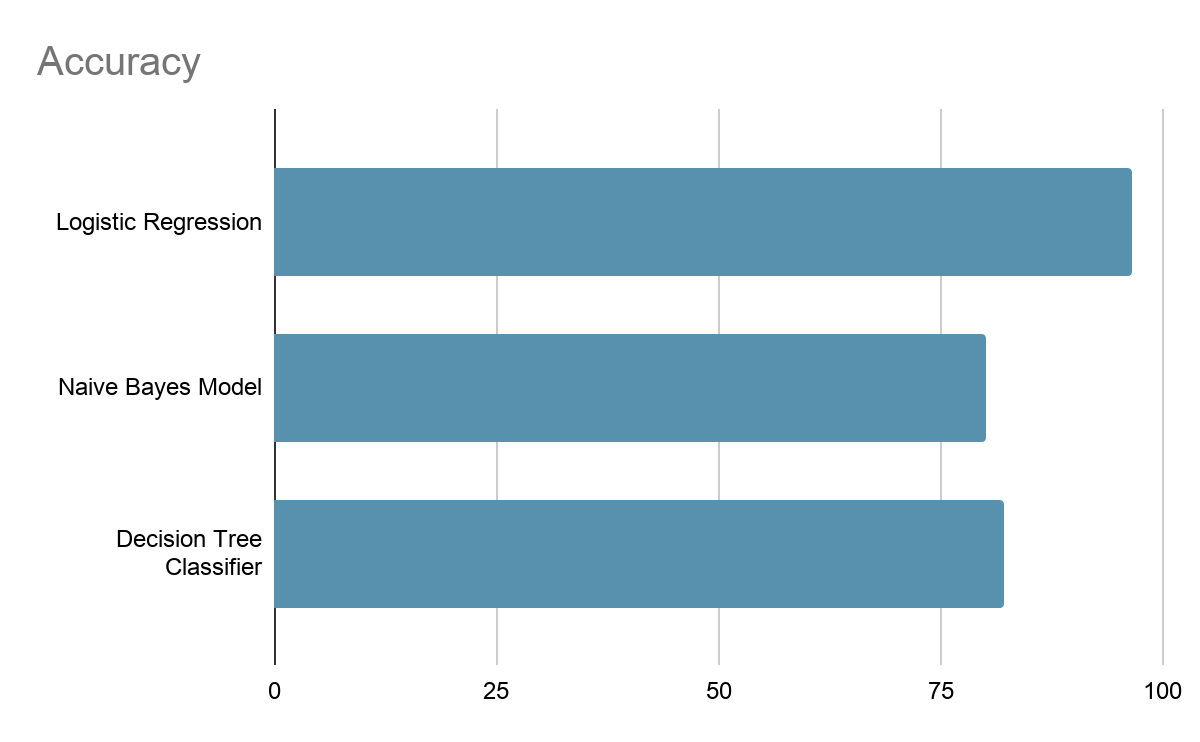 Accuracy
Logistic Regression
Naive Bayes Model
Decision Tree
Classifier
0 25 50 75 100